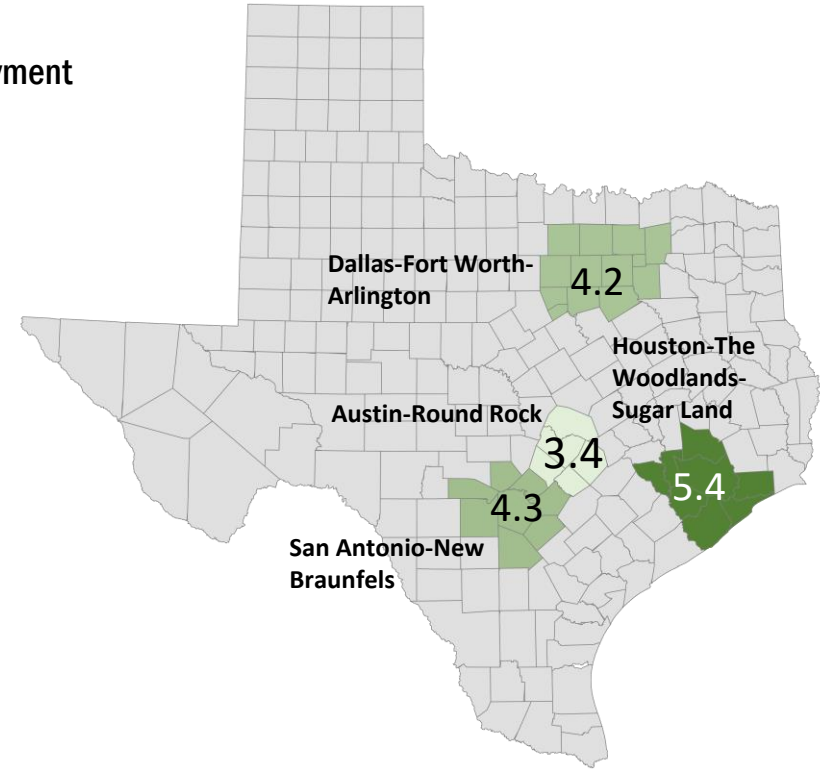 Dallas-Fort Worth-
Arlington
4.2
Houston-The
Woodlands-
Sugar Land
Austin-Round Rock
3.4
5.4
4.3
San Antonio-New
Braunfels